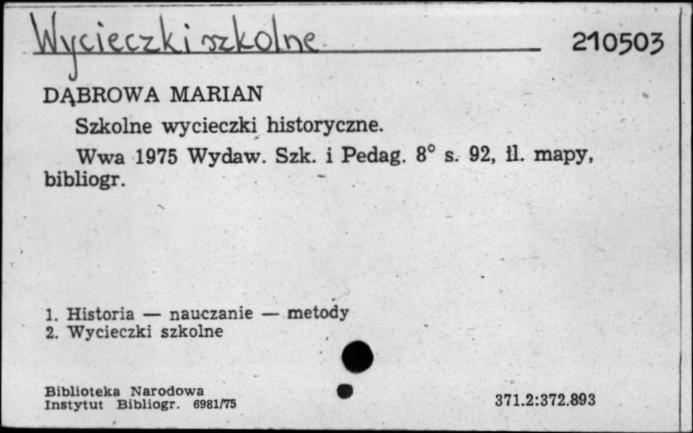 Wycieczki szkolne 210503
DĄBROWA MARIAN
Szkolne wycieczki historyczne.
Wwa 1975 Wydaw. Szk. i Pedag. 8° s. 92, il. mapy,
bibliogr.
1. Historia — nauczanie — metody
2. Wycieczki szkolne
Biblioteka Narodowa
Instytut Bibliogr. 6981/75 371.2:372.893